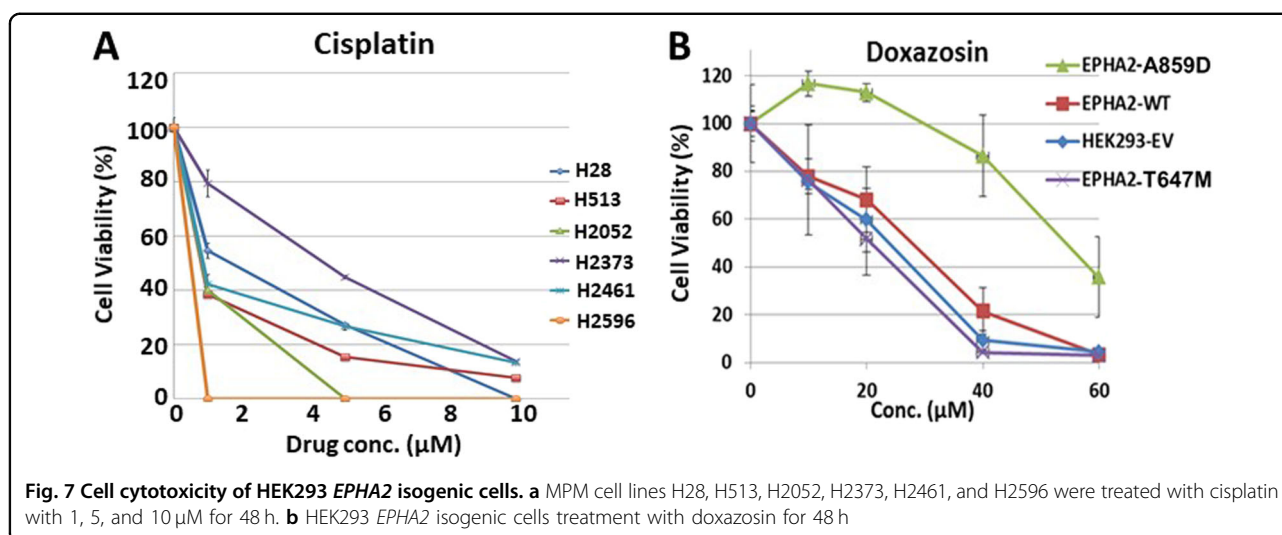 A
Cisplatin
Cell Viability (%)
120
100
80
60
40
20
0
0 2 4 6 8 10
Drug conc. (µM)
H28
H513
H2052
H2373
H2461
H2596
B
Doxazosin
Cell Viability (%)
120
100
80
60
40
20
0
0 20 40 60
Conc. (µM)
EPHA2-A859D
EPHA2-WT
HEK293-EV
EPHA2-T647M
Fig. 7 Cell cytotoxicity of HEK293 EPHA2 isogenic cells. a MPM cell lines H28, H513, H2052, H2373, H2461, and H2596 were treated with cisplatin
with 1, 5, and 10 µM for 48 h. b HEK293 EPHA2 isogenic cells treatment with doxazosin for 48 h